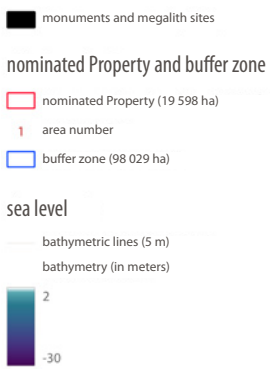 monuments and megalith sites
nominated Property and buffer zone
nominated Property (19 598 ha)
1 area number
buffer zone (98 029 ha)
sea level
bathymetric lines (5 m)
bathymetry (in meters)
2
-30